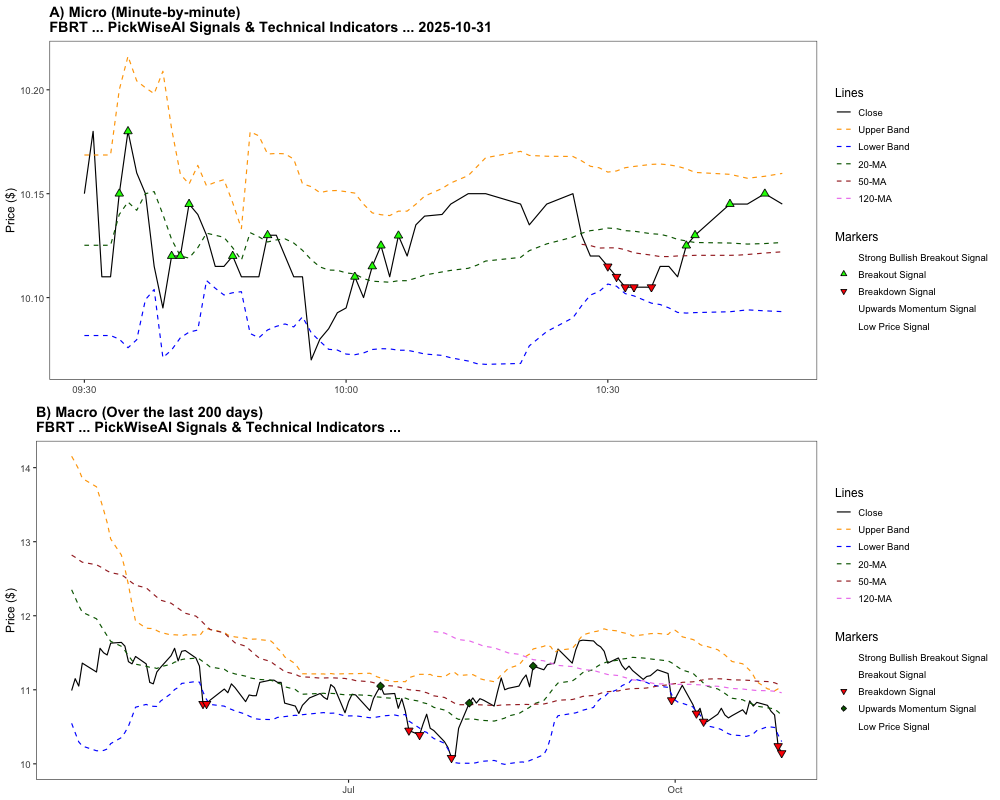 A) Micro (Minute-by-minute)
FBRT ... PickWiseAI Signals & Technical Indicators ... 2025-10-31
Price ($)
10.20
10.15
10.10
09:30
10:00
10:30
Lines
Close
Upper Band
Lower Band
20-MA
50-MA
120-MA
Markers
Strong Bullish Breakout Signal
Breakout Signal
Breakdown Signal
Upwards Momentum Signal
Low Price Signal
B) Macro (Over the last 200 days)
FBRT ... PickWiseAI Signals & Technical Indicators ...
Price ($)
14
13
12
11
10
Jul
Oct
Lines
Close
Upper Band
Lower Band
20-MA
50-MA
120-MA
Markers
Strong Bullish Breakout Signal
Breakout Signal
Breakdown Signal
Upwards Momentum Signal
Low Price Signal